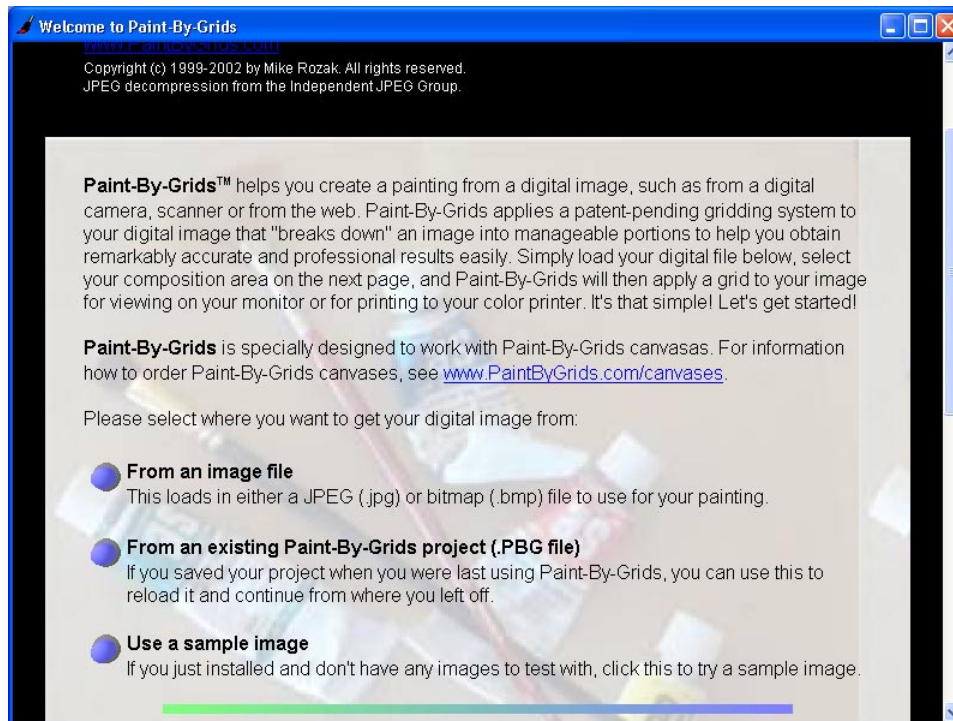 Welcome to Paint-By-Grids
www.PaintByGrids.com
Copyright (c) 1999-2002 by Mike Rozak. All rights reserved.
JPEG decompression from the Independent JPEG Group.
Paint-By-Grids™ helps you create a painting from a digital image, such as from a digital
camera, scanner or from the web. Paint-By-Grids applies a patent-pending gridding system to
your digital image that "breaks down" an image into manageable portions to help you obtain
remarkably accurate and professional results easily. Simply load your digital file below, select
your composition area on the next page, and Paint-By-Grids will then apply a grid to your image
for viewing on your monitor or for printing to your color printer. It's that simple! Let's get started!
Paint-By-Grids is specially designed to work with Paint-By-Grids canvasas. For information
how to order Paint-By-Grids canvases, see www.PaintByGrids.com/canvases.
Please select where you want to get your digital image from:
From an image file
This loads in either a JPEG (.jpg) or bitmap (.bmp) file to use for your painting.
From an existing Paint-By-Grids project (.PBG file)
If you saved your project when you were last using Paint-By-Grids, you can use this to
reload it and continue from where you left off.
Use a sample image
If you just installed and don't have any images to test with, click this to try a sample image.